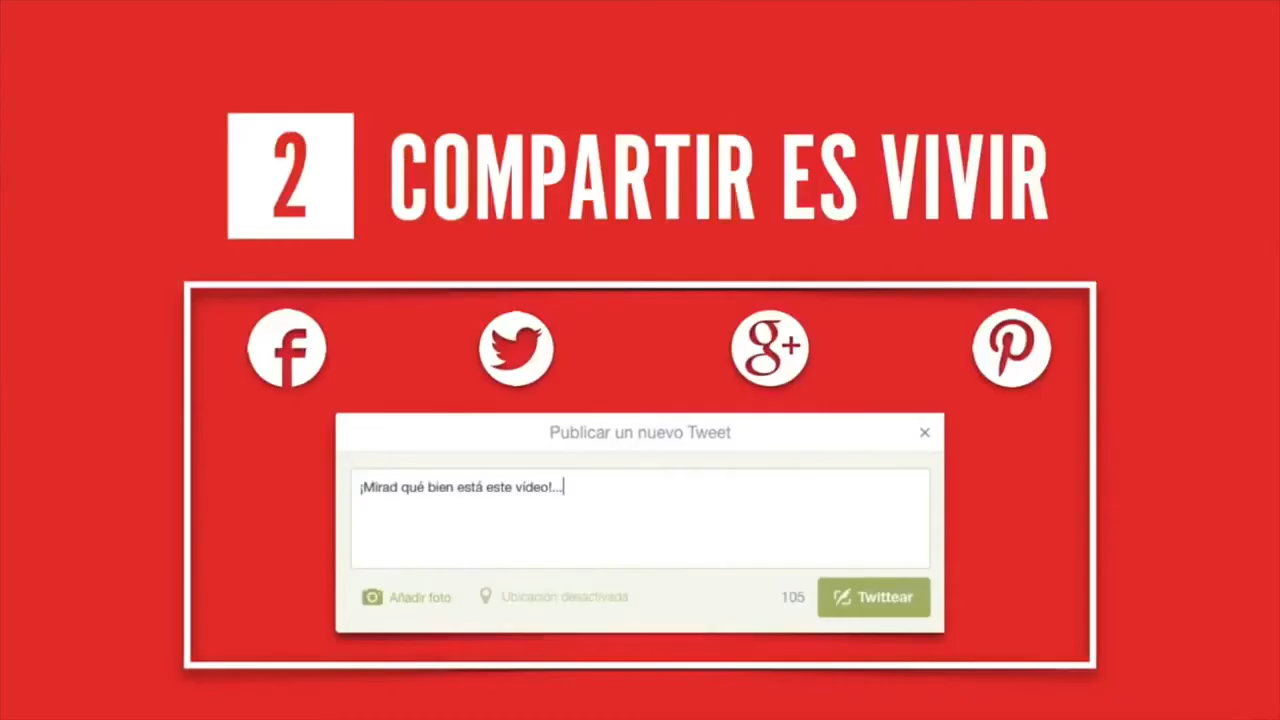 2 COMPARTIR ES VIVIR
f g+
Publicar un nuevo Tweet ×
¡Mirad qué bien está este vídeo!...
Añadir foto Ubicación desactivada 105 Twittear